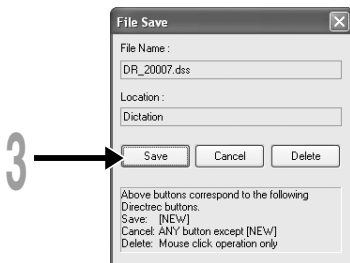 File Save
File Name :
DR_20007.dss
Location :
Dictation
3
Save Cancel Delete
Above buttons correspond to the following
Directrec buttons.
Save: [NEW]
Cancel: ANY button except [NEW]
Delete: Mouse click operation only